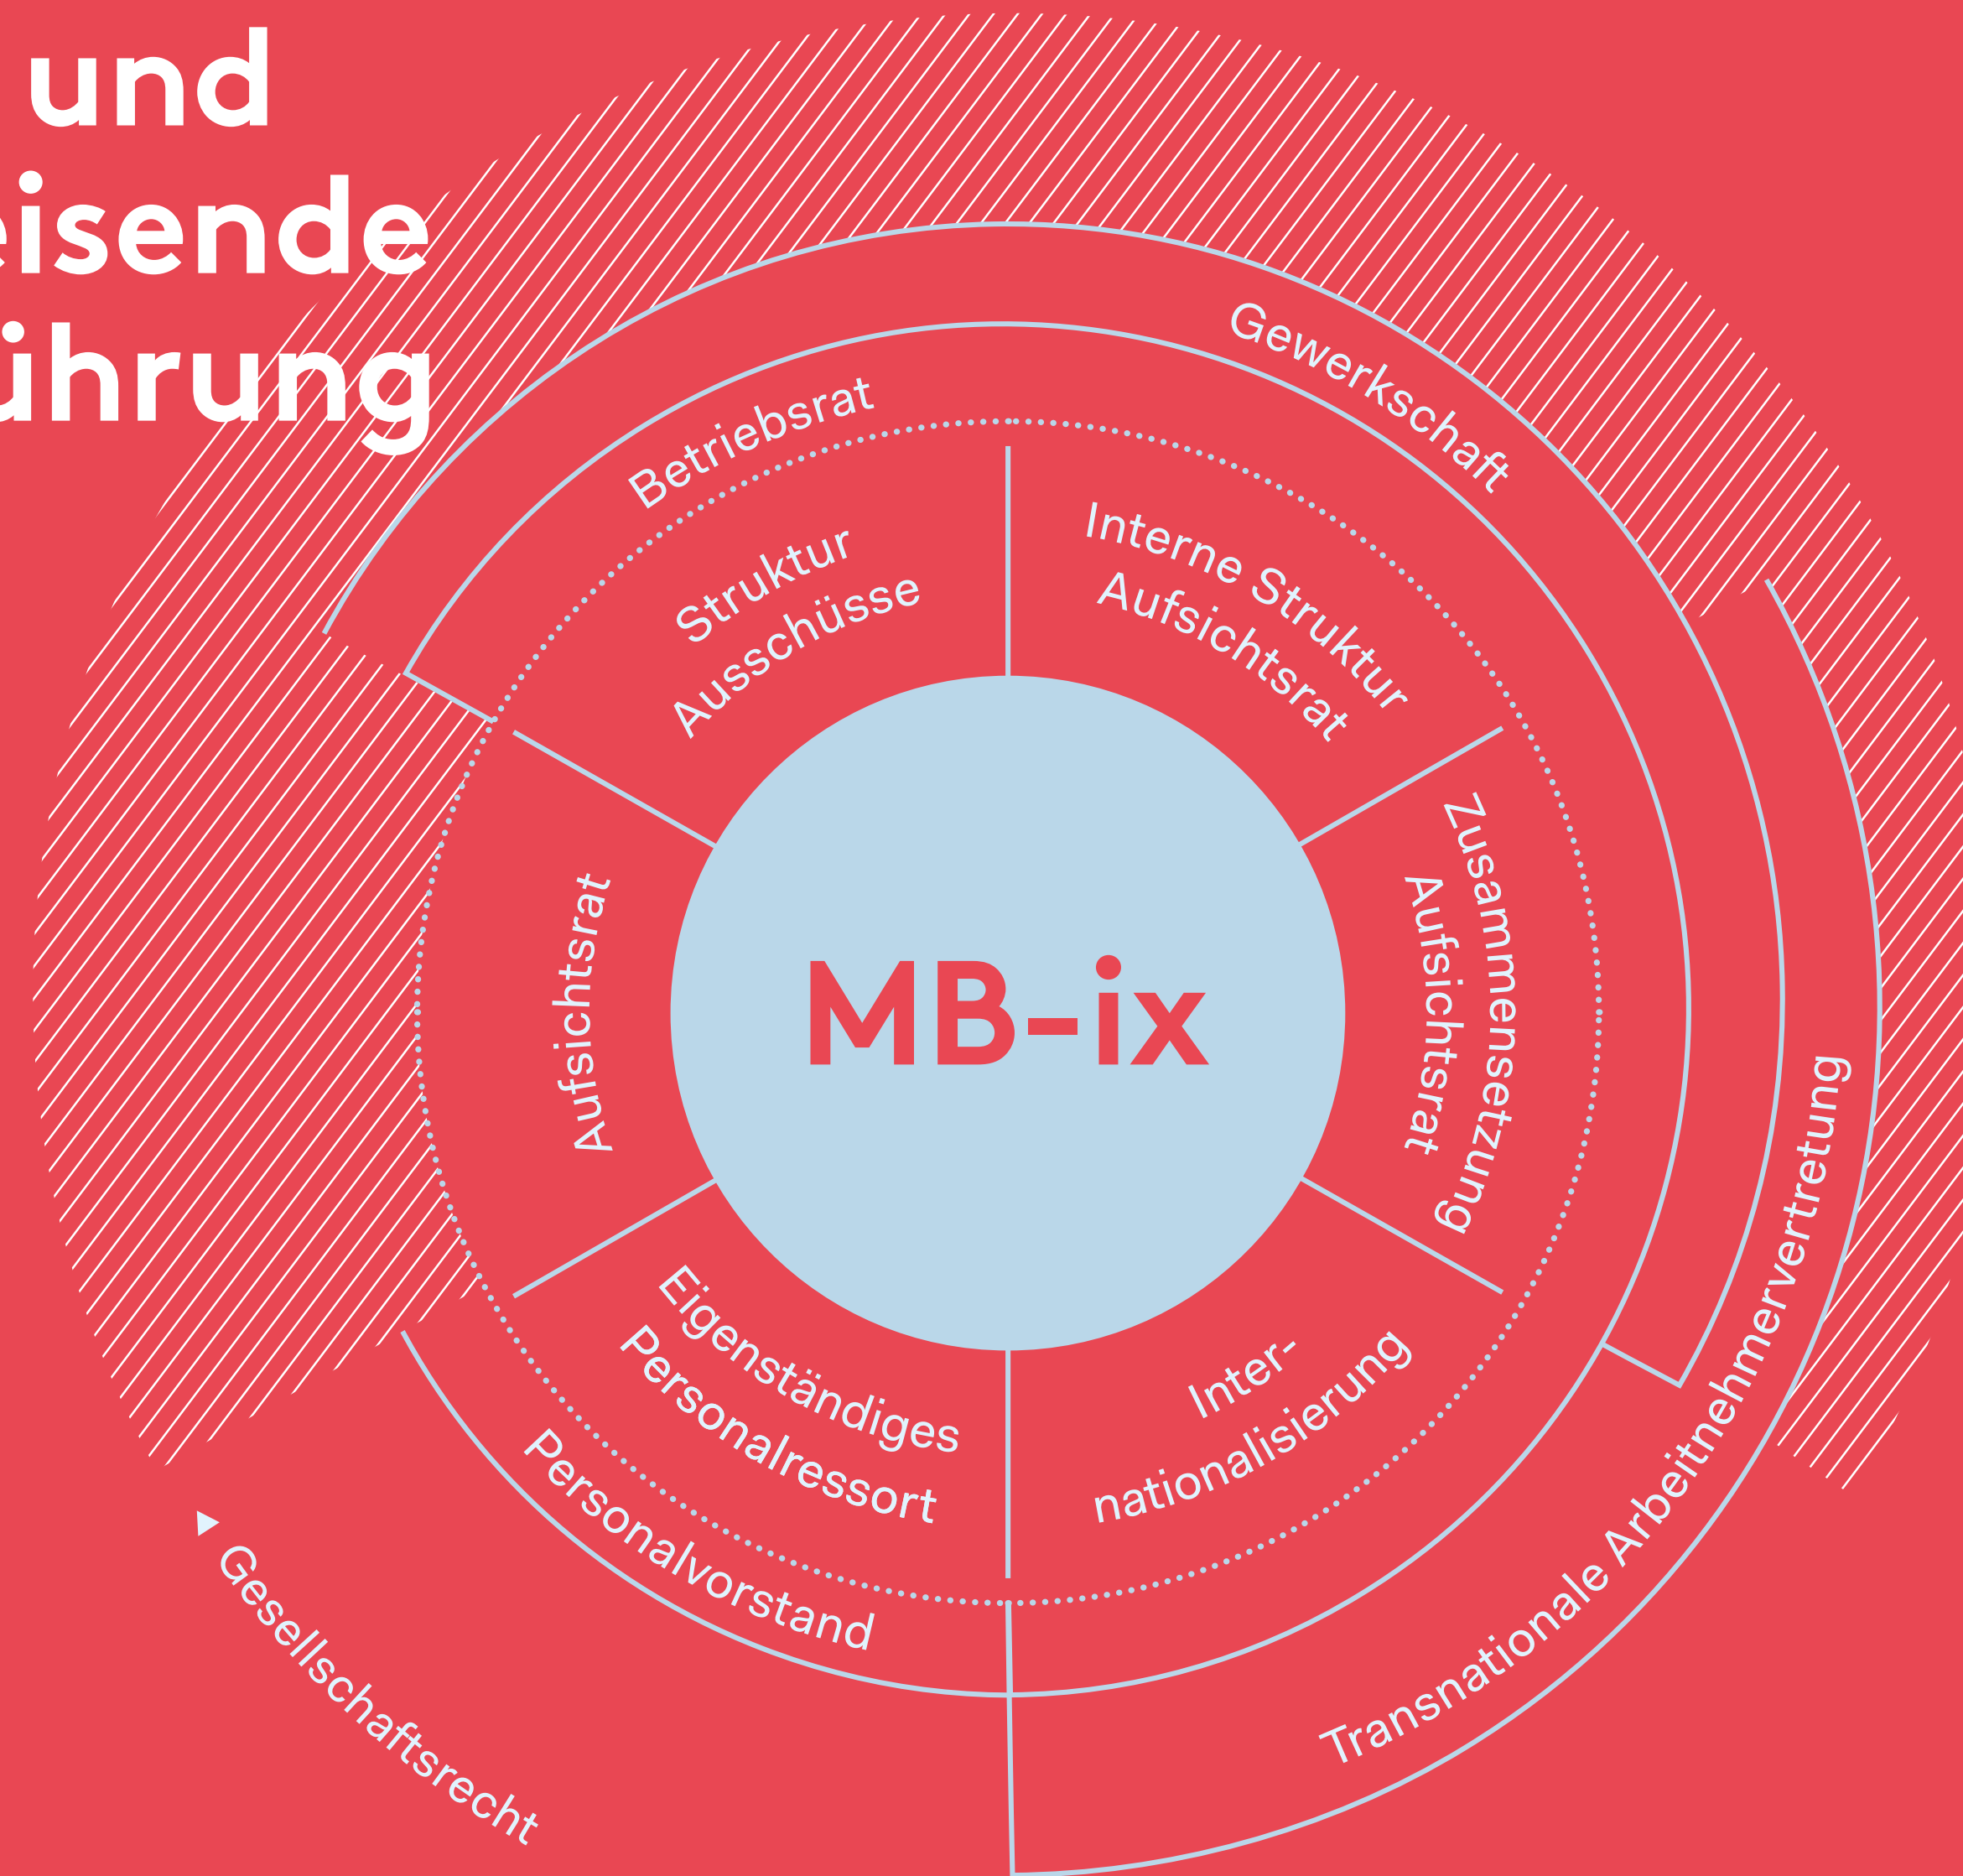 und
isende
ührung
Gewerkschaft
Betriebsrat
Struktur
Ausschüsse
Interne Struktur
Aufsichtsrat
Zusammensetzung
Aufsichtsrat
Aufsichtsrat
MB-ix
Eigenständiges
Personalressort
Personalvorstand
Inter-
nationalisierung
Transnationale Arbeitnehmervertretung
Gesellschaftsrecht